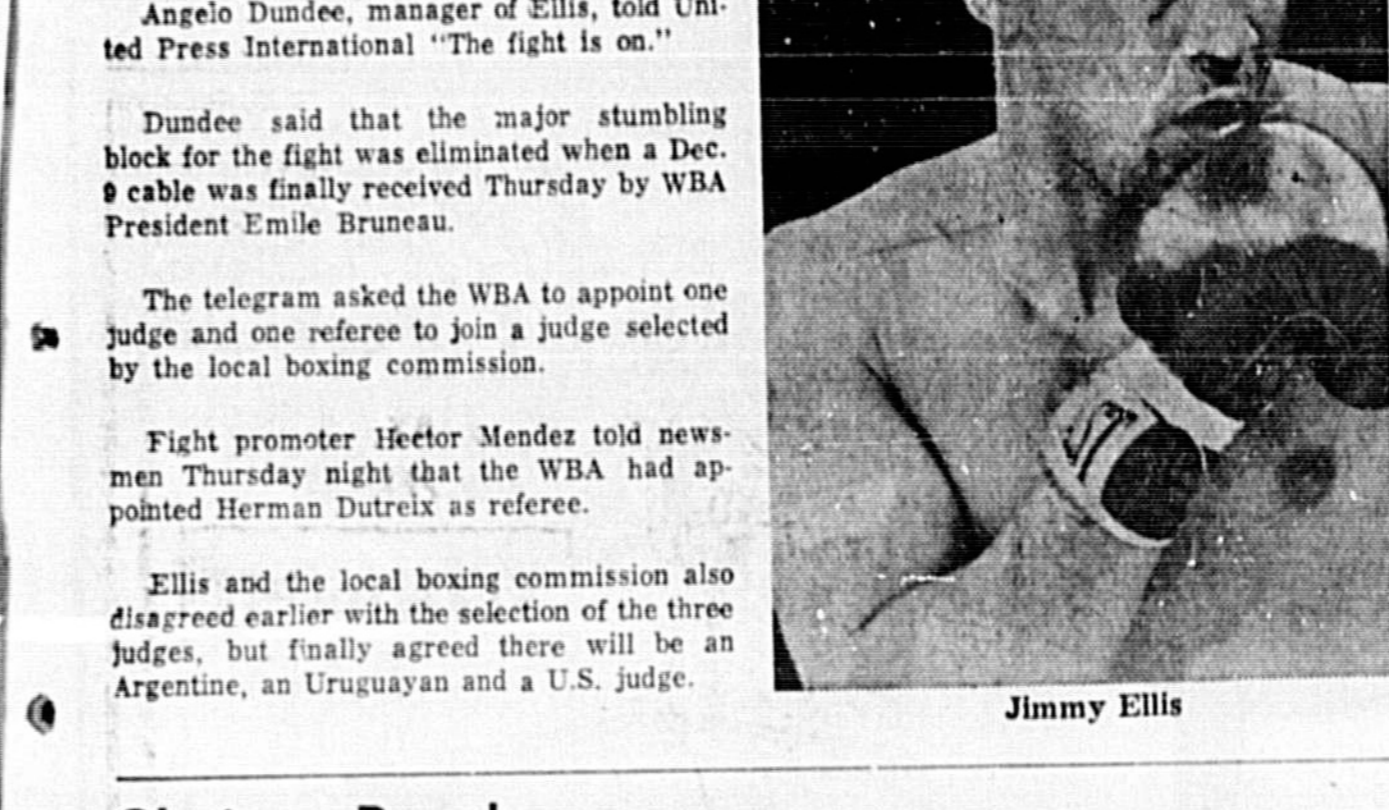 Angelo Dundee, manager of Ellis, told Uni-
ted Press International "The fight is on."
Dundee said that the major stumbling
block for the fight was eliminated when a Dec.
9 cable was finally received Thursday by WBA
President Emile Bruneau.
The telegram asked the WBA to appoint one
judge and one referee to join a judge selected
by the local boxing commission.
Fight promoter Hector Mendez told news-
men Thursday night that the WBA had ap-
pointed Herman Dutreix as referee.
Ellis and the local boxing commission also
disagreed earlier with the selection of the three
judges, but finally agreed there will be an
Argentine, an Uruguayan and a U.S. judge.
Jimmy Ellis